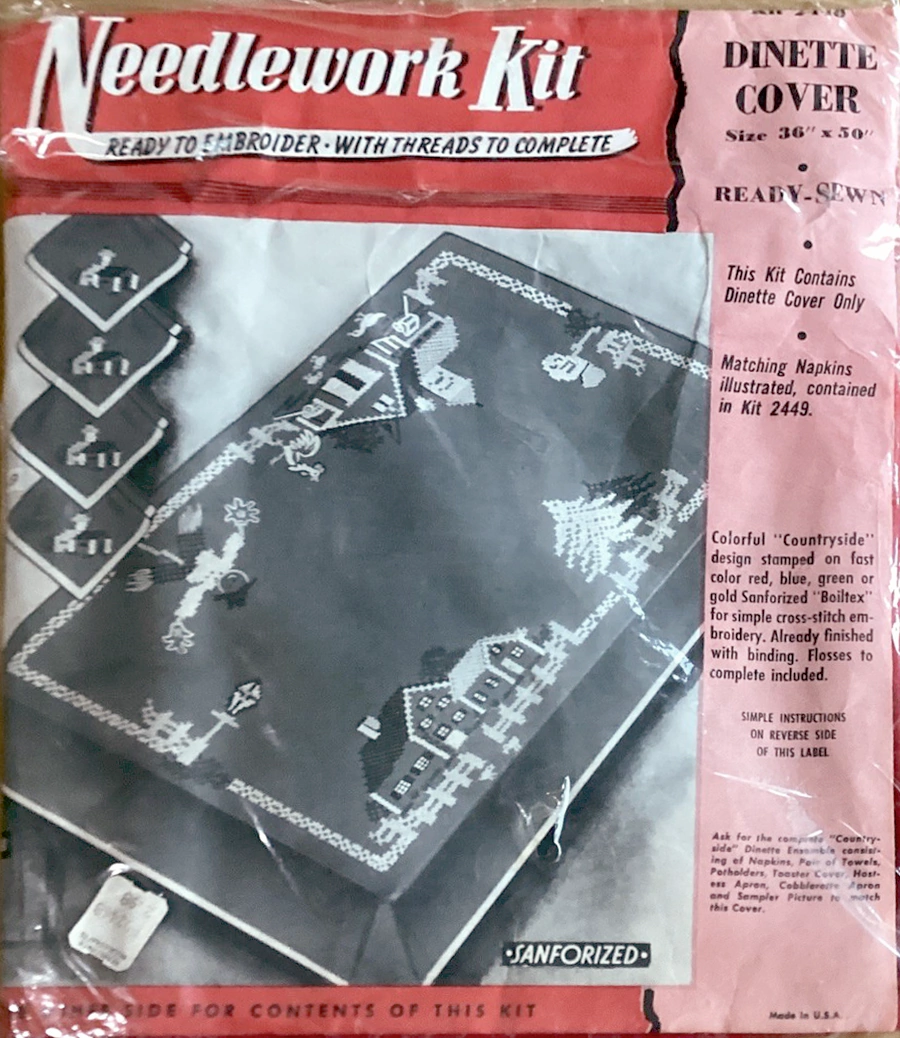 Needlework Kit
READY TO EMBROIDER · WITH THREADS TO COMPLETE
DINETTE
COVER
Size 36" x 50"
•
READY-SEWN
•
This Kit Contains
Dinette Cover Only
•
Matching Napkins
illustrated, contained
in Kit 2449.
Colorful "Countryside"
design stamped on fast
color red, blue, green or
gold Sanforized "Boiltex"
for simple cross-stitch em-
broidery. Already finished
with binding. Flosses to
complete included.
SIMPLE INSTRUCTIONS
ON REVERSE SIDE
OF THIS LABEL
Ask for the complete "Country-
side" Dinette Ensemble consist-
ing of Napkins, Pair of Towels,
Potholders, Toaster Cover, Host-
ess Apron, Cobblerette Apron
and Sampler Picture to match
this Cover.
·SANFORIZED·
SIDE FOR CONTENTS OF THIS KIT
Made in U.S.A.